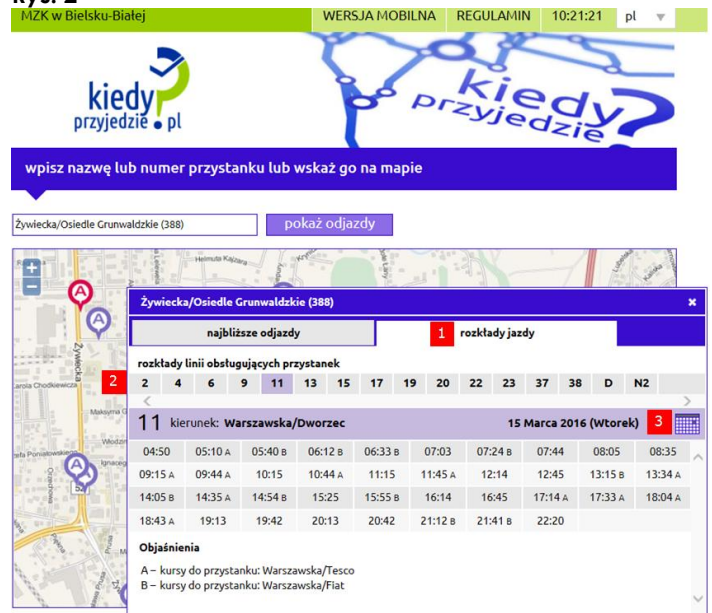 Rys. 2
MZK w Bielsku-Białej WERSJA MOBILNA REGULAMIN 10:21:21 pl
kiedy
przyjedzie pl
kiedy
przyjedzie?
wpisz nazwę lub numer przystanku lub wskaż go na mapie
Żywiecka/Osiedle Grunwaldzkie (388) pokaż odjazdy
Helmuta Kajzara
Żywiecka/Osiedle Grunwaldzkie (388)
najbliższe odjazdy 1 rozkłady jazdy
Żywiecka
rozkłady linii obsługujących przystanek
2 2 4 6 9 11 13 15 17 19 20 22 23 37 38 D N2
11 kierunek: Warszawska/Dworzec 15 Marca 2016 (Wtorek) 3
04:50 05:10 A 05:40 B 06:12 B 06:33 B 07:03 07:24 B 07:44 08:05 08:35
09:15 A 09:44 A 10:15 10:44 A 11:15 11:45 A 12:14 12:45 13:15 B 13:34 A
14:05 B 14:35 A 14:54 B 15:25 15:55 B 16:14 16:45 17:14 A 17:33 A 18:04 A
18:43 A 19:13 19:42 20:13 20:42 21:12 B 21:41 B 22:20
Objaśnienia
A – kursy do przystanku: Warszawska/Tesco
B – kursy do przystanku: Warszawska/Fiat